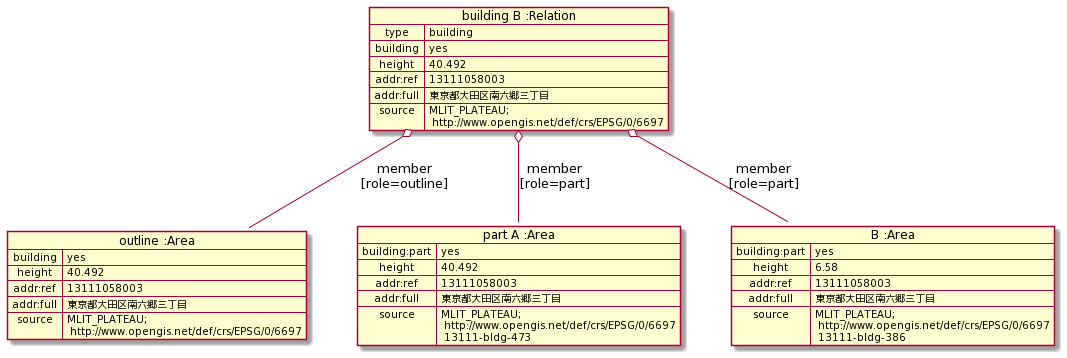 building B :Relation
type building
building yes
height 40.492
addr:ref 13111058003
addr:full 東京都大田区南六郷三丁目
source MLIT_PLATEAU;
http://www.opengis.net/def/crs/EPSG/0/6697
member
[role=outline]
member
[role=part]
member
[role=part]
outline :Area
building yes
height 40.492
addr:ref 13111058003
addr:full 東京都大田区南六郷三丁目
source MLIT_PLATEAU;
http://www.opengis.net/def/crs/EPSG/0/6697
part A :Area
building:part yes
height 40.492
addr:ref 13111058003
addr:full 東京都大田区南六郷三丁目
source MLIT_PLATEAU;
http://www.opengis.net/def/crs/EPSG/0/6697
13111-bldg-473
B :Area
building:part yes
height 6.58
addr:ref 13111058003
addr:full 東京都大田区南六郷三丁目
source MLIT_PLATEAU;
http://www.opengis.net/def/crs/EPSG/0/6697
13111-bldg-386